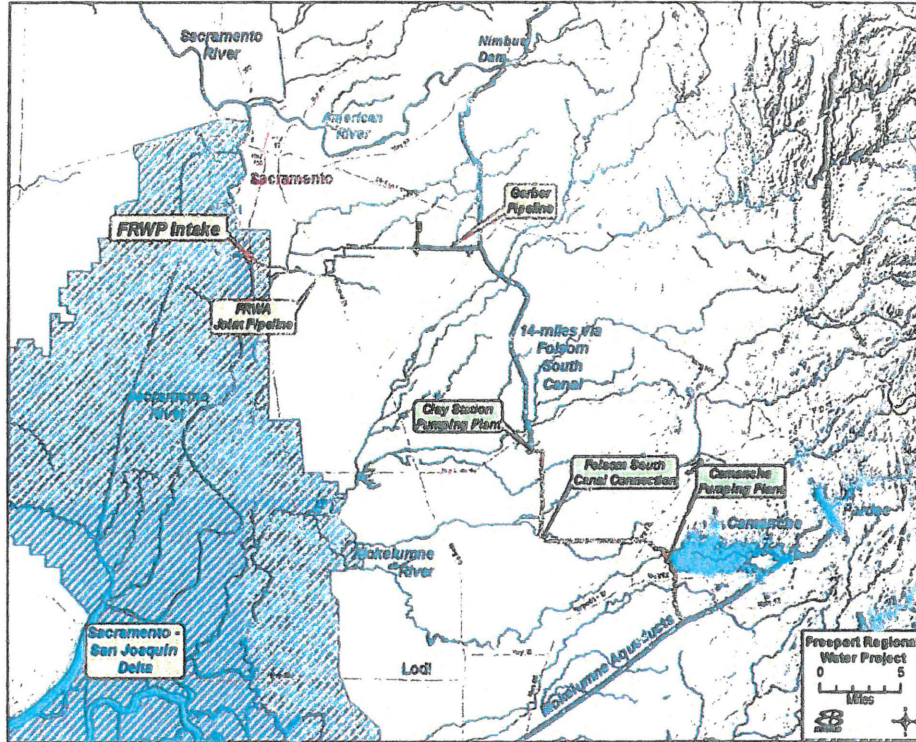 Sacramento
River
Nimbus
Dam
American
River
Sacramento
Gerber
Pipeline
FRWP Intake
FRWA
Joint Pipeline
14-miles via
Folsom
South
Canal
Sacramento
River
Clay Station
Pumping Plant
Folsom South
Canal Connection
Camanche
Pumping Plant
Pardee
Camanche
Mokelumne
River
Sacramento -
San Joaquin
Delta
Lodi
Mokelumne Aqueducts
Freeport Regional
Water Project
0 5
Miles